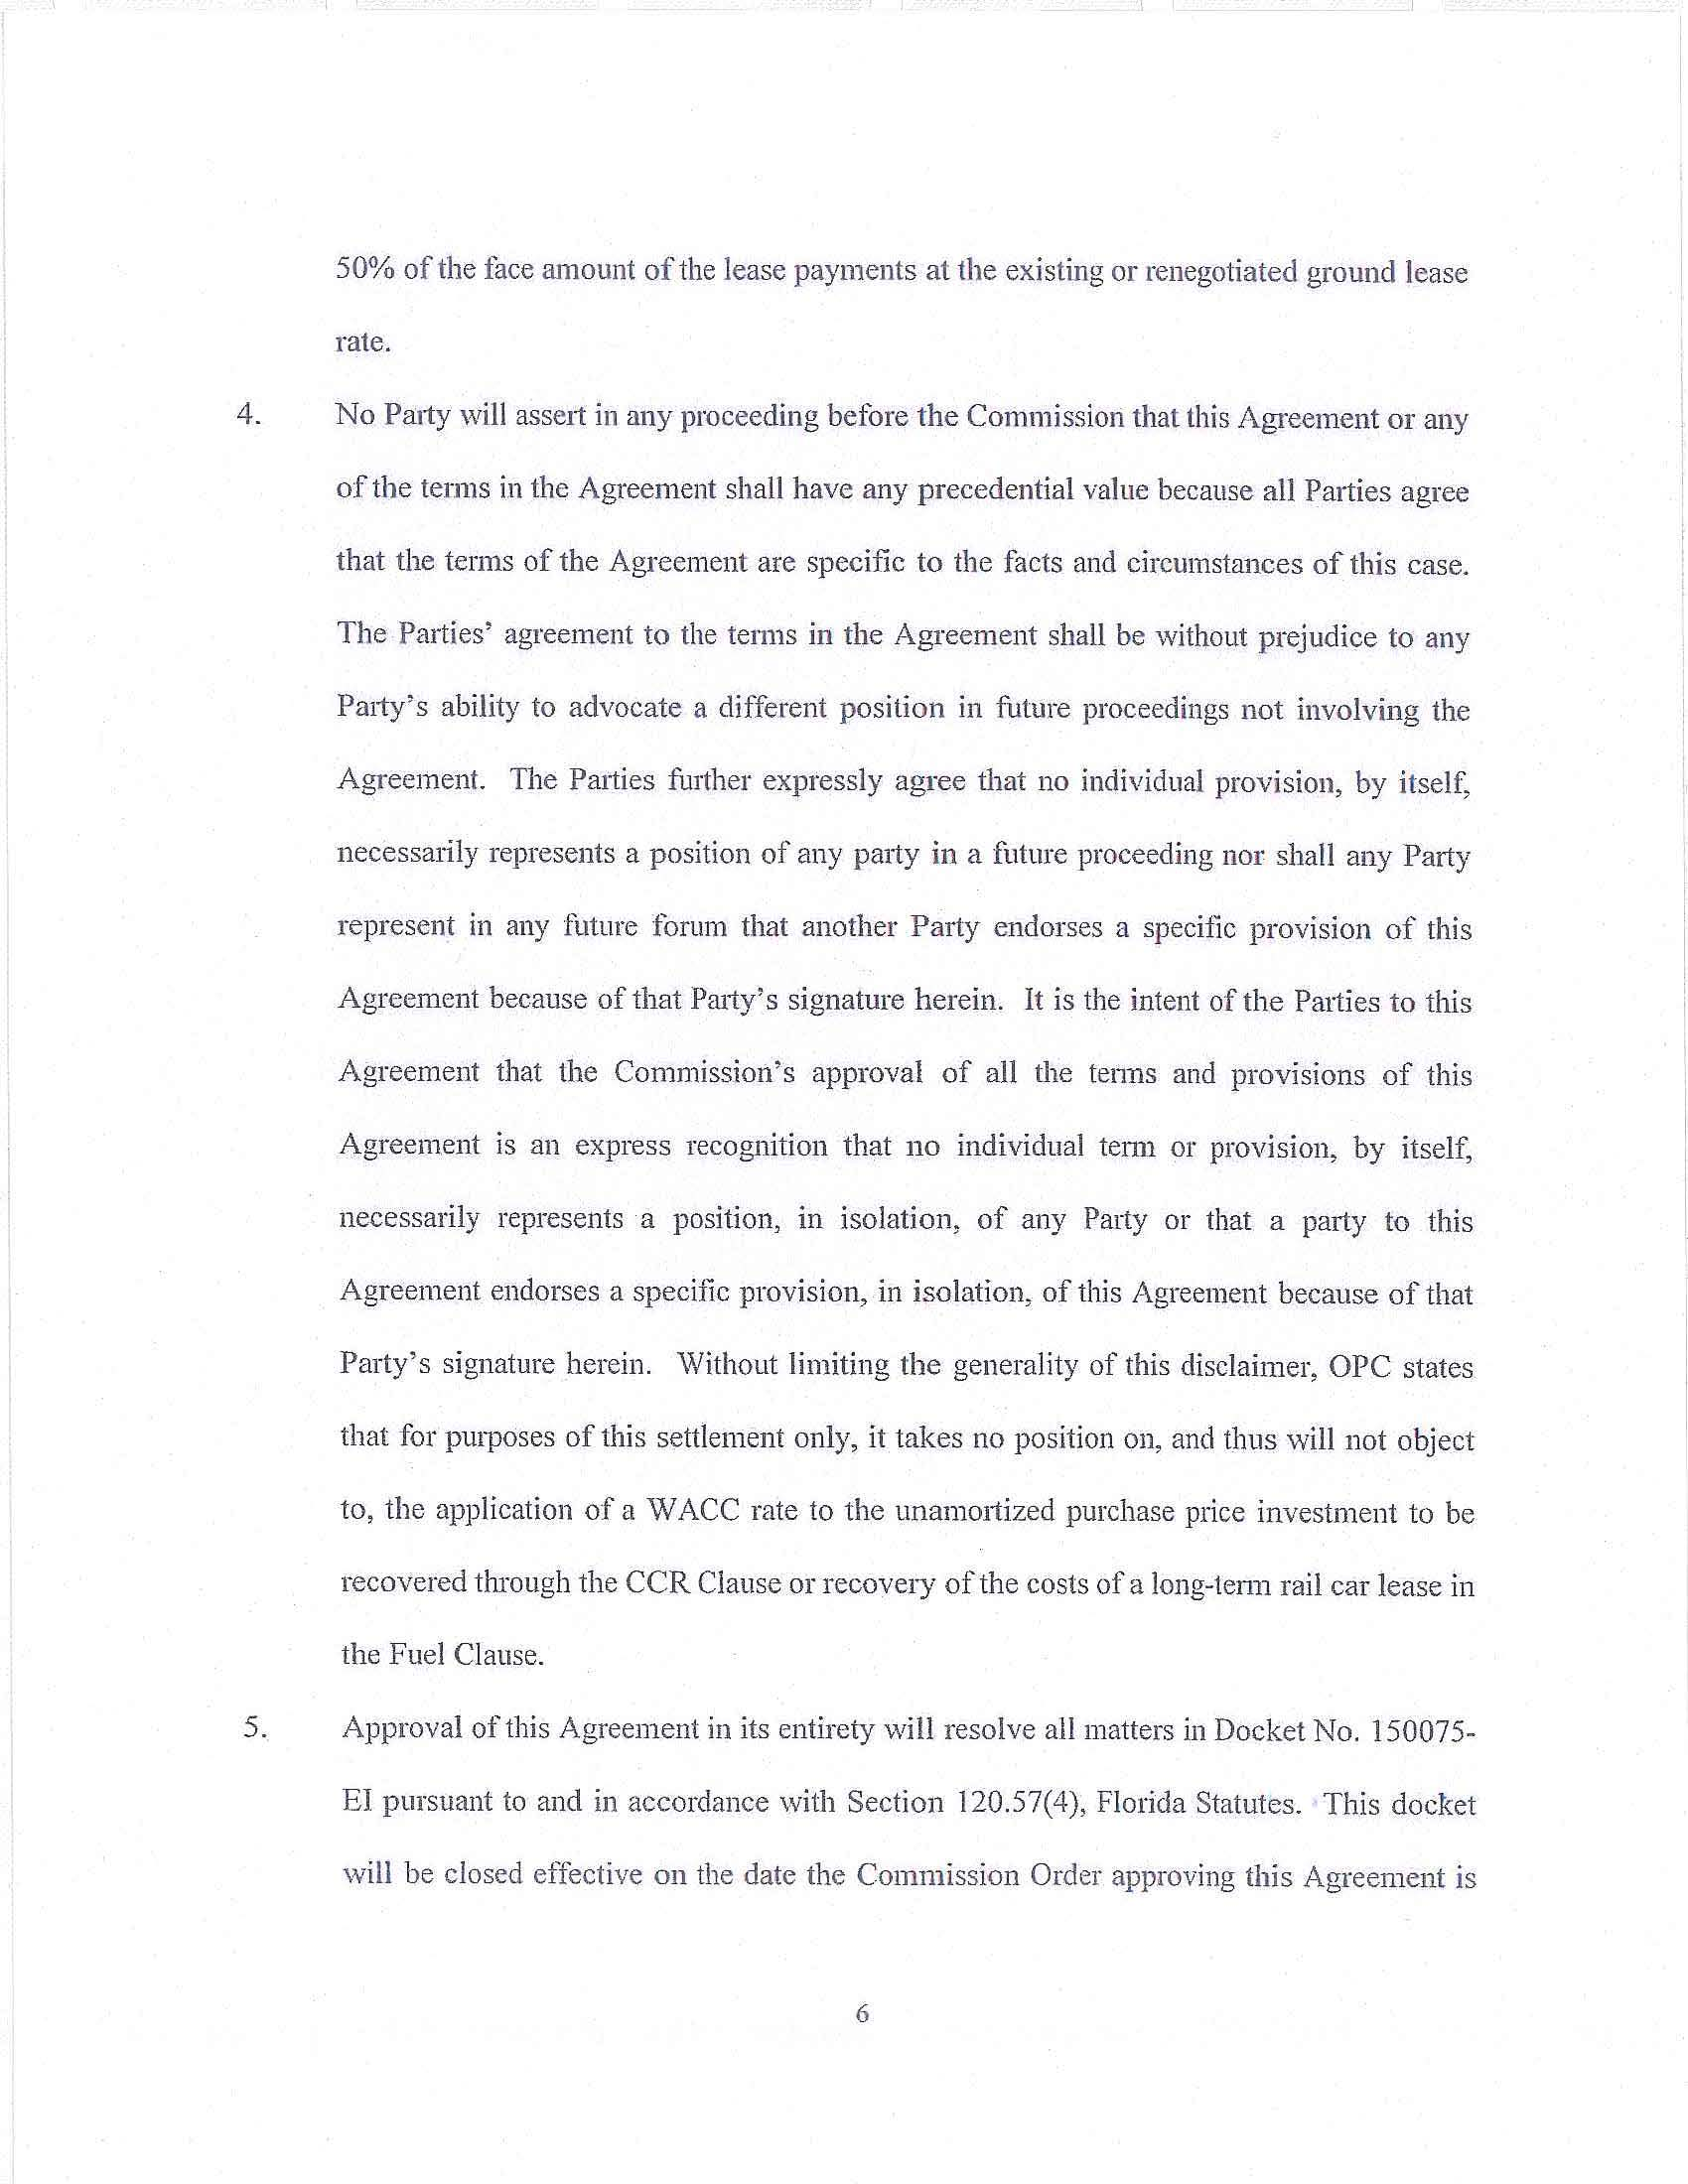 50% of the face amount of the lease payments at the existing or renegotiated ground lease
rate.
4. No Party will assert in any proceeding before the Commission that this Agreement or any
of the terms in the Agreement shall have any precedential value because all Parties agree
that the terms of the Agreement are specific to the facts and circumstances of this case.
The Parties' agreement to the terms in the Agreement shall be without prejudice to any
Party's ability to advocate a different position in future proceedings not involving the
Agreement. The Parties further expressly agree that no individual provision, by itself,
necessarily represents a position of any party in a future proceeding nor shall any Party
represent in any future forum that another Party endorses a specific provision of this
Agreement because of that Party's signature herein. It is the intent of the Parties to this
Agreement that the Commission's approval of all the terms and provisions of this
Agreement is an express recognition that no individual term or provision, by itself,
necessarily represents a position, in isolation, of any Party or that a party to this
Agreement endorses a specific provision, in isolation, of this Agreement because of that
Party's signature herein. Without limiting the generality of this disclaimer, OPC states
that for purposes of this settlement only, it takes no position on, and thus will not object
to, the application of a WACC rate to the unamortized purchase price investment to be
recovered through the CCR Clause or recovery of the costs of a long-term rail car lease in
the Fuel Clause.
5. Approval of this Agreement in its entirety will resolve all matters in Docket No. 150075-
EI pursuant to and in accordance with Section 120.57(4), Florida Statutes. This docket
will be closed effective on the date the Commission Order approving this Agreement is
6